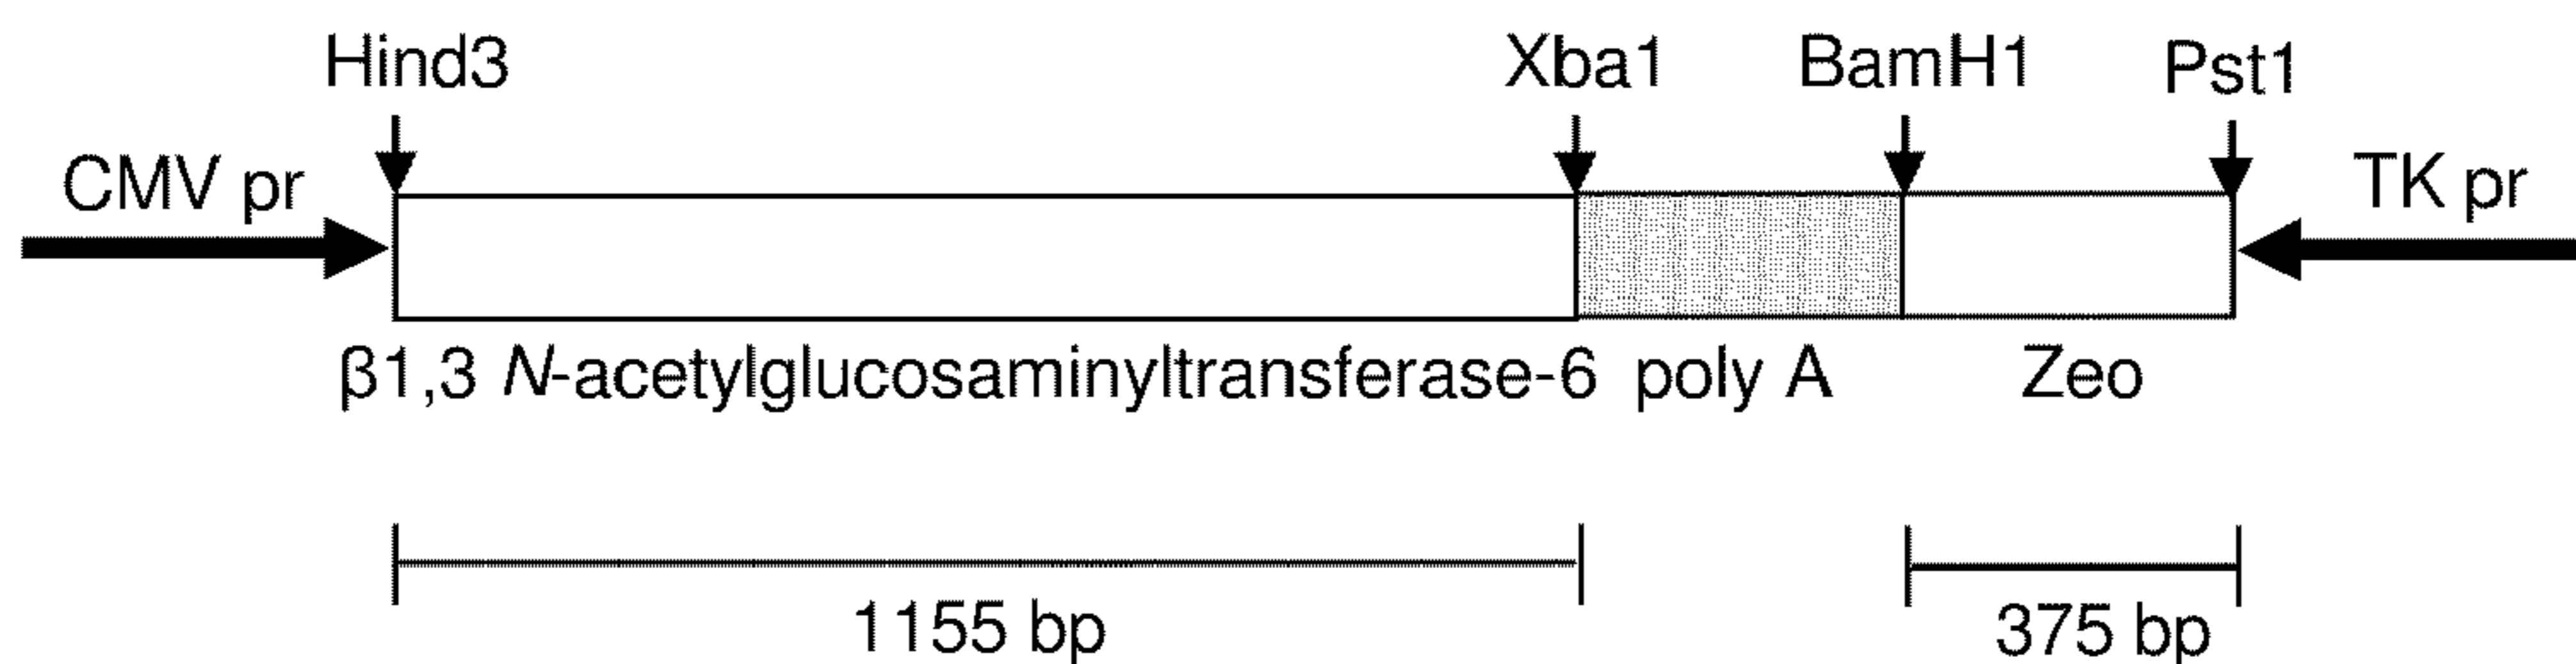 Hind3 Xba1 BamH1 Pst1
CMV pr TK pr
β1,3 N-acetylglucosaminyltransferase-6 poly A Zeo
1155 bp 375 bp